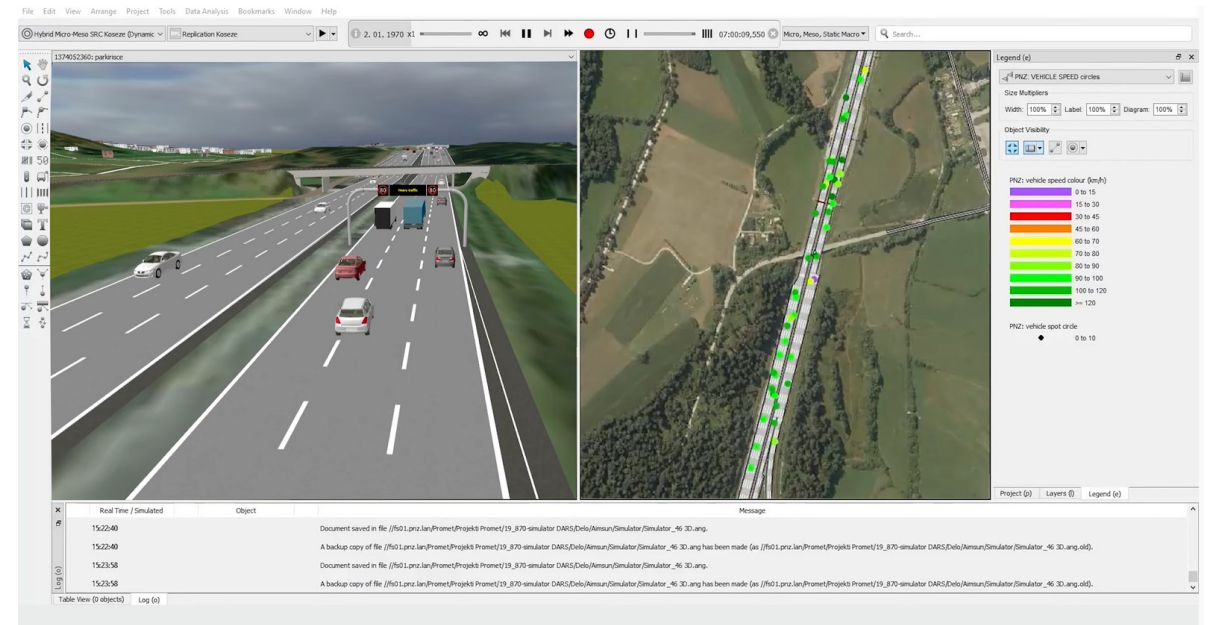 File Edit View Arrange Project Tools Data Analysis Bookmarks Window Help
Hybrid Micro-Meso SRC Koseze (Dynamic Replication Koseze 2. 01. 1970 x1 07:00:09,550 Micro, Meso, Static Macro Search...
1374052360: parkirisce
Legend (e)
PNZ: VEHICLE SPEED circles
Size Multipliers
Width: 100% Label: 100% Diagram: 100%
Object Visibility
50
80 Heavy traffic 80
PNZ: vehicle speed colour (km/h)
0 to 15
15 to 30
30 to 45
45 to 60
60 to 70
70 to 80
80 to 90
90 to 100
100 to 120
>= 120
PNZ: vehicle spot circle
0 to 10
Project (p) Layers (l) Legend (e)
Real Time / Simulated Object Message
15:22:40 Document saved in file //fs01.pnz.lan/Promet/Projekti Promet/19_870-simulator DARS/Delo/Aimsun/Simulator/Simulator_46 3D.ang.
15:22:40 A backup copy of file //fs01.pnz.lan/Promet/Projekti Promet/19_870-simulator DARS/Delo/Aimsun/Simulator/Simulator_46 3D.ang has been made (as //fs01.pnz.lan/Promet/Projekti Promet/19_870-simulator DARS/Delo/Aimsun/Simulator/Simulator_46 3D.ang.old).
15:23:58 Document saved in file //fs01.pnz.lan/Promet/Projekti Promet/19_870-simulator DARS/Delo/Aimsun/Simulator/Simulator_46 3D.ang.
15:23:58 A backup copy of file //fs01.pnz.lan/Promet/Projekti Promet/19_870-simulator DARS/Delo/Aimsun/Simulator/Simulator_46 3D.ang has been made (as //fs01.pnz.lan/Promet/Projekti Promet/19_870-simulator DARS/Delo/Aimsun/Simulator/Simulator_46 3D.ang.old).
Log (o)
Table View (0 objects) Log (o)